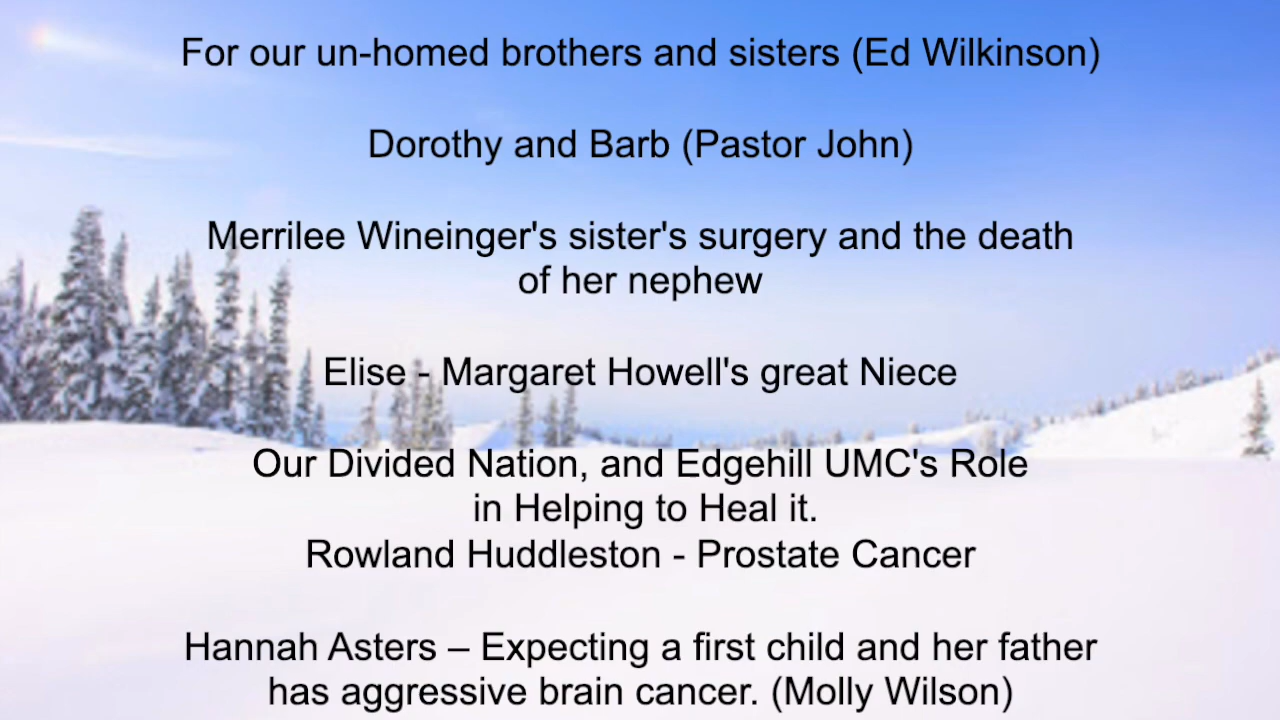 For our un-homed brothers and sisters (Ed Wilkinson)
Dorothy and Barb (Pastor John)
Merrilee Wineinger's sister's surgery and the death
of her nephew
Elise - Margaret Howell's great Niece
Our Divided Nation, and Edgehill UMC's Role
in Helping to Heal it.
Rowland Huddleston - Prostate Cancer
Hannah Asters – Expecting a first child and her father
has aggressive brain cancer. (Molly Wilson)